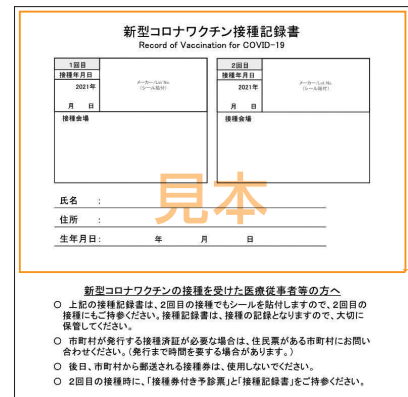 新型コロナワクチン接種記録書
Record of Vaccination for COVID-19
1回目
接種年月日
2021年
月 日
メーカー/Lot No.
(シール貼付)
接種会場
2回目
接種年月日
2021年
月 日
メーカー/Lot No.
(シール貼付)
接種会場
見本
氏名 :
住所 :
生年月日: 年 月 日
新型コロナワクチンの接種を受けた医療従事者等の方へ
○ 上記の接種記録書は、2回目の接種でもシールを貼付しますので、2回目の
接種にもご持参ください。接種記録書は、接種の記録となりますので、大切に
保管してください。
○ 市町村が発行する接種済証が必要な場合は、住民票がある市町村にお問い
合わせください。(発行まで時間を要する場合があります。)
○ 後日、市町村から郵送される接種券は、使用しないでください。
○ 2回目の接種時に、「接種券付き予診票」と「接種記録書」をご持参ください。